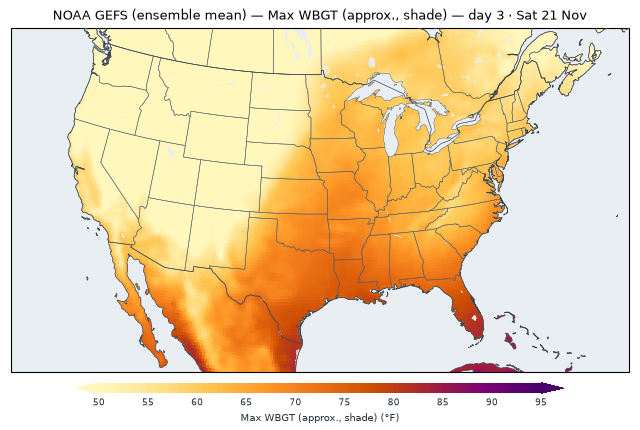 NOAA GEFS (ensemble mean) — Max WBGT (approx., shade) — day 3 · Sat 21 Nov
50 55 60 65 70 75 80 85 90 95
Max WBGT (approx., shade) (°F)